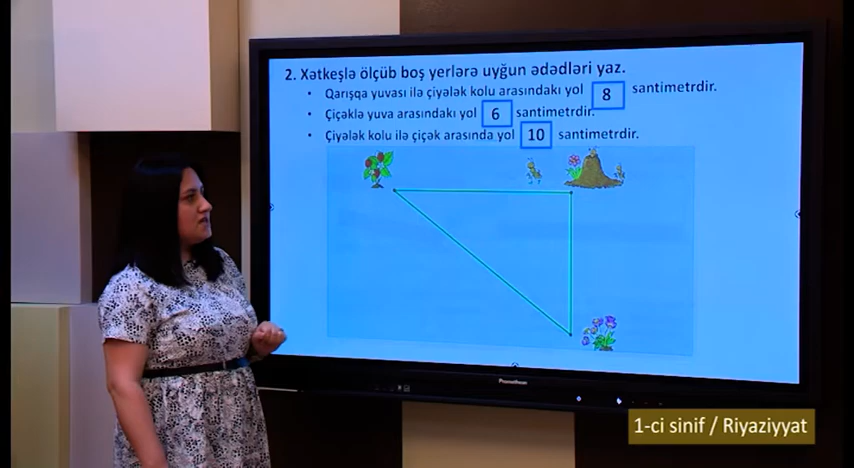 2. Xətkeşlə ölçüb boş yerlərə uyğun ədədləri yaz.
• Qarışqa yuvası ilə çiyələk kolu arasındakı yol 8 santimetrdir.
• Çiçəklə yuva arasındakı yol 6 santimetrdir.
• Çiyələk kolu ilə çiçək arasında yol 10 santimetrdir.
Promethean
1-ci sinif / Riyaziyyat